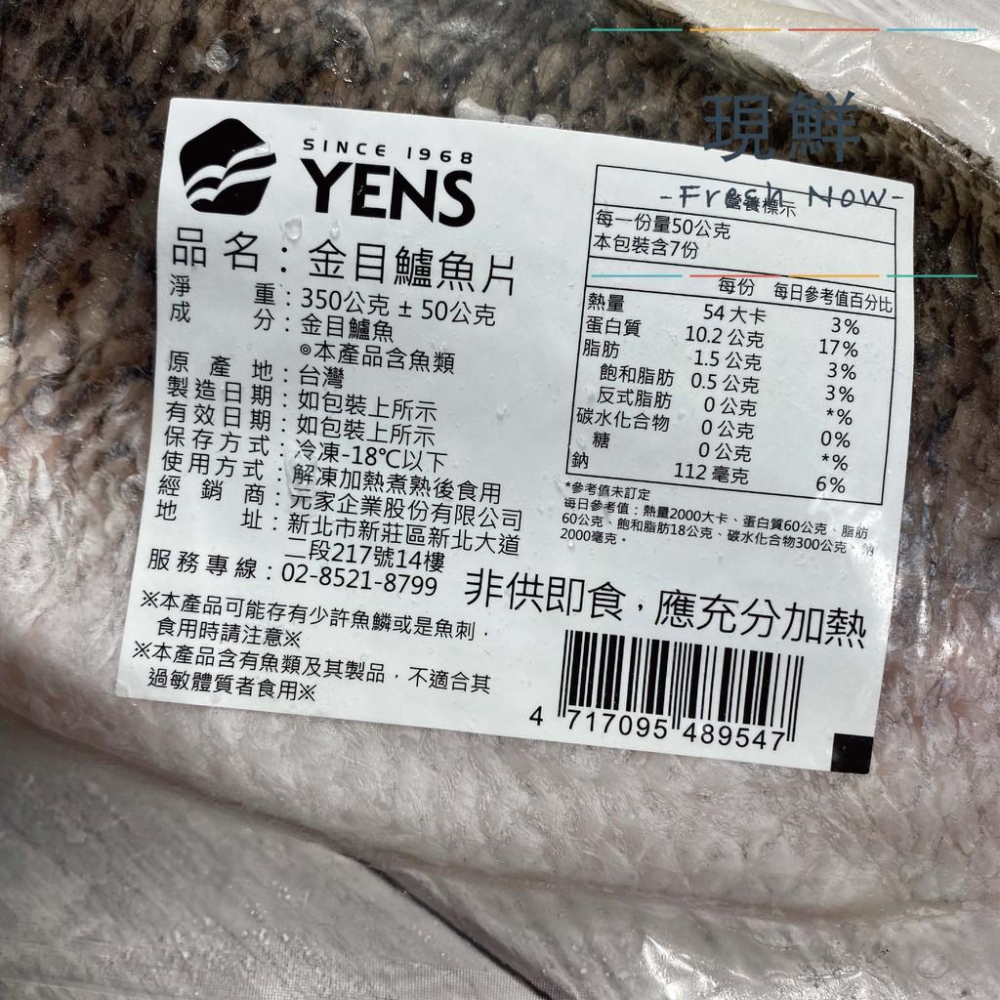 現鮮
-Fresh Now-
SINCE 1968
YENS
品名：金目鱸魚片
淨重：350公克 ± 50公克
成分：金目鱸魚
◎本產品含魚類
原產地：台灣
製造日期：如包裝上所示
有效日期：如包裝上所示
保存方式：冷凍-18℃以下
使用方式：解凍加熱煮熟後食用
經銷商：元家企業股份有限公司
地址：新北市新莊區新北大道
二段217號14樓
服務專線：02-8521-8799
※本產品可能存有少許魚鱗或是魚刺，
食用時請注意※
※本產品含有魚類及其製品，不適合其
過敏體質者食用※
營養標示
每一份量50公克
本包裝含7份
每份 每日參考值百分比
熱量 54 大卡 3%
蛋白質 10.2 公克 17%
脂肪 1.5 公克 3%
飽和脂肪 0.5 公克 3%
反式脂肪 0 公克 *%
碳水化合物 0 公克 0%
糖 0 公克 *%
鈉 112 毫克 6%
*參考值未訂定
每日參考值：熱量2000大卡、蛋白質60公克、脂肪
60公克、飽和脂肪18公克、碳水化合物300公克、鈉
2000毫克。
非供即食，應充分加熱
4 717095 489547